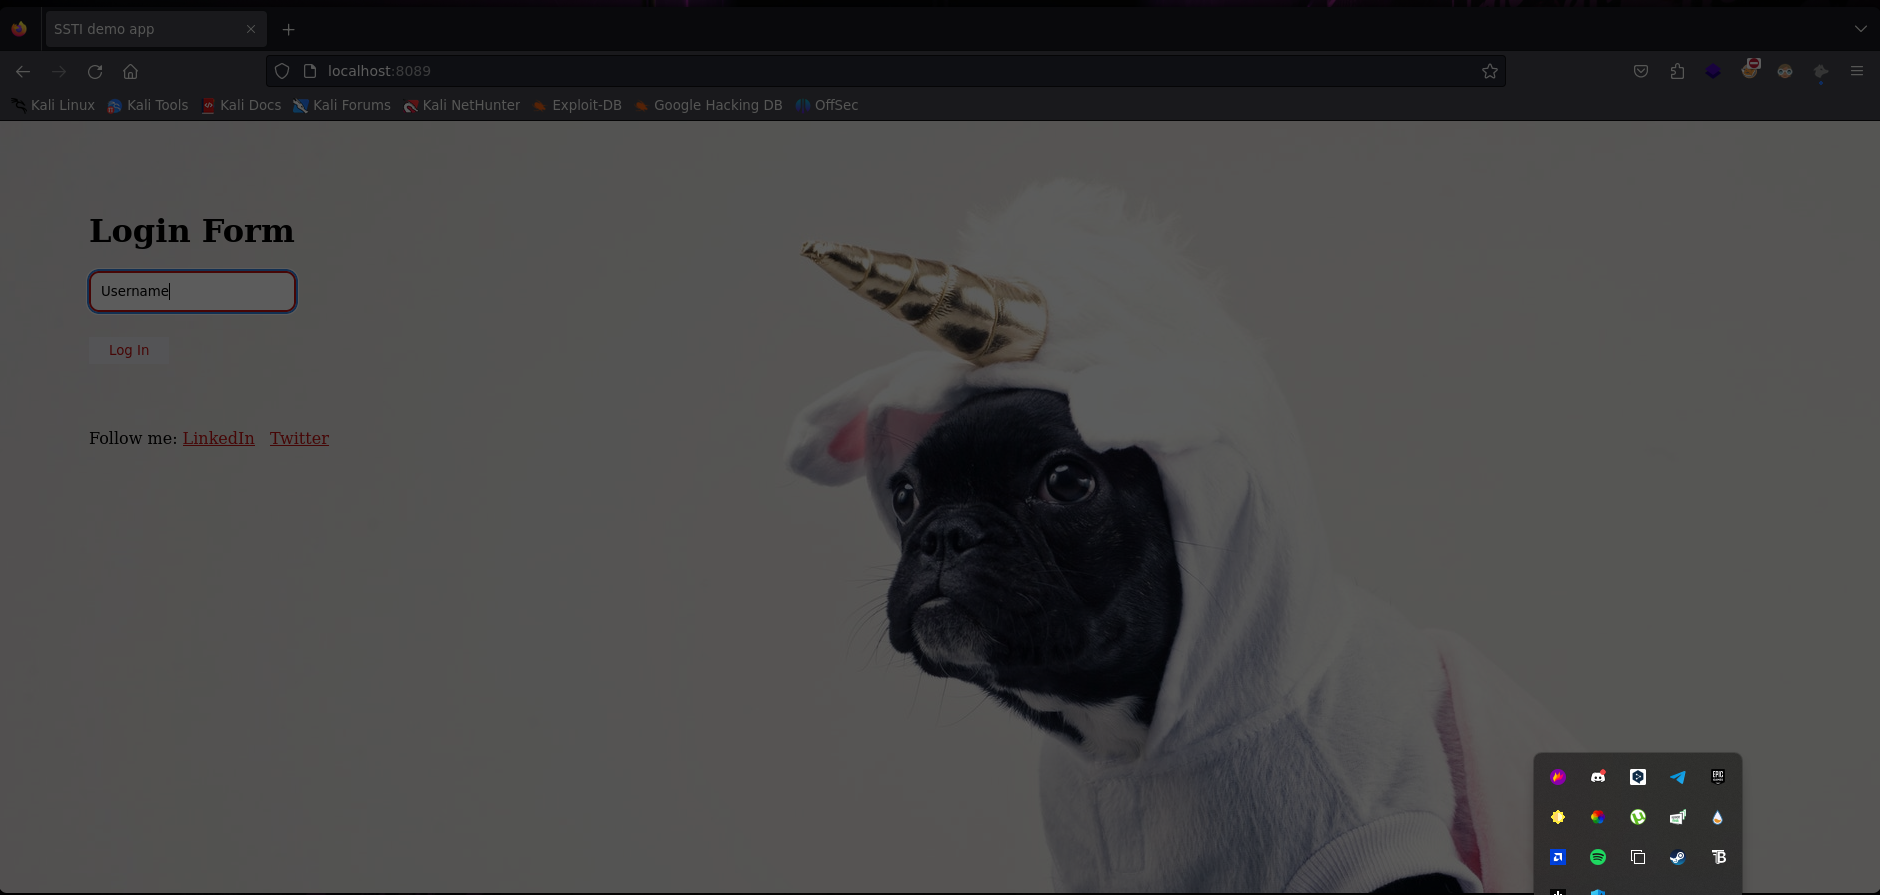 SSTI demo app
localhost:8089
Kali Linux Kali Tools Kali Docs Kali Forums Kali NetHunter Exploit-DB Google Hacking DB OffSec
Login Form
Username
Log In
Follow me: LinkedIn Twitter
EPIC